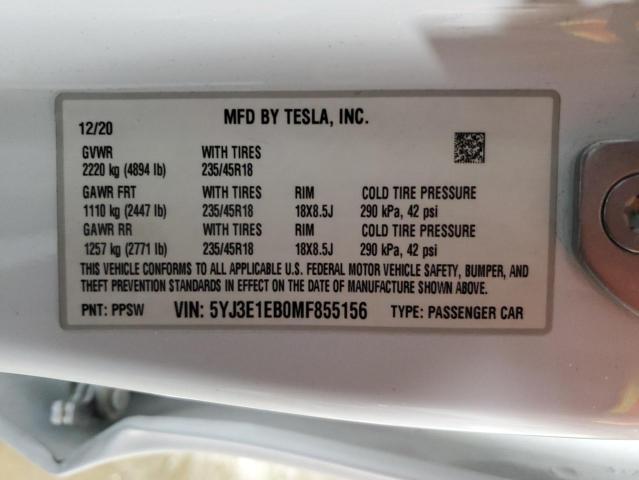 MFD BY TESLA, INC.
12/20
GVWR WITH TIRES
2220 kg (4894 lb) 235/45R18
GAWR FRT WITH TIRES RIM COLD TIRE PRESSURE
1110 kg (2447 lb) 235/45R18 18X8.5J 290 kPa, 42 psi
GAWR RR WITH TIRES RIM COLD TIRE PRESSURE
1257 kg (2771 lb) 235/45R18 18X8.5J 290 kPa, 42 psi
THIS VEHICLE CONFORMS TO ALL APPLICABLE U.S. FEDERAL MOTOR VEHICLE SAFETY, BUMPER, AND
THEFT PREVENTION STANDARDS IN EFFECT ON THE DATE OF MANUFACTURE SHOWN ABOVE.
PNT: PPSW VIN: 5YJ3E1EB0MF855156 TYPE: PASSENGER CAR